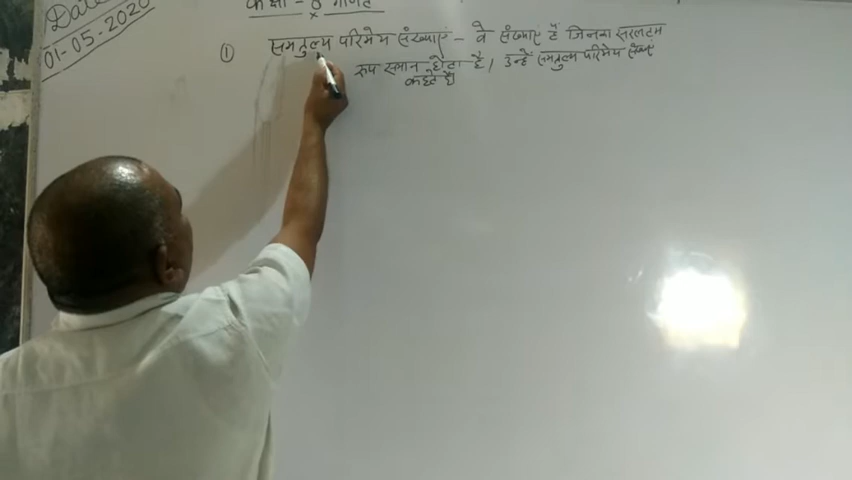 Date
01-05-2020
कक्षा - 8 गणित
① समतुल्य परिमेय संख्याएं - वे संख्याएं हैं जिनका सरलतम
रूप समान होता है। उन्हें समतुल्य परिमेय संख्या
कहते हैं